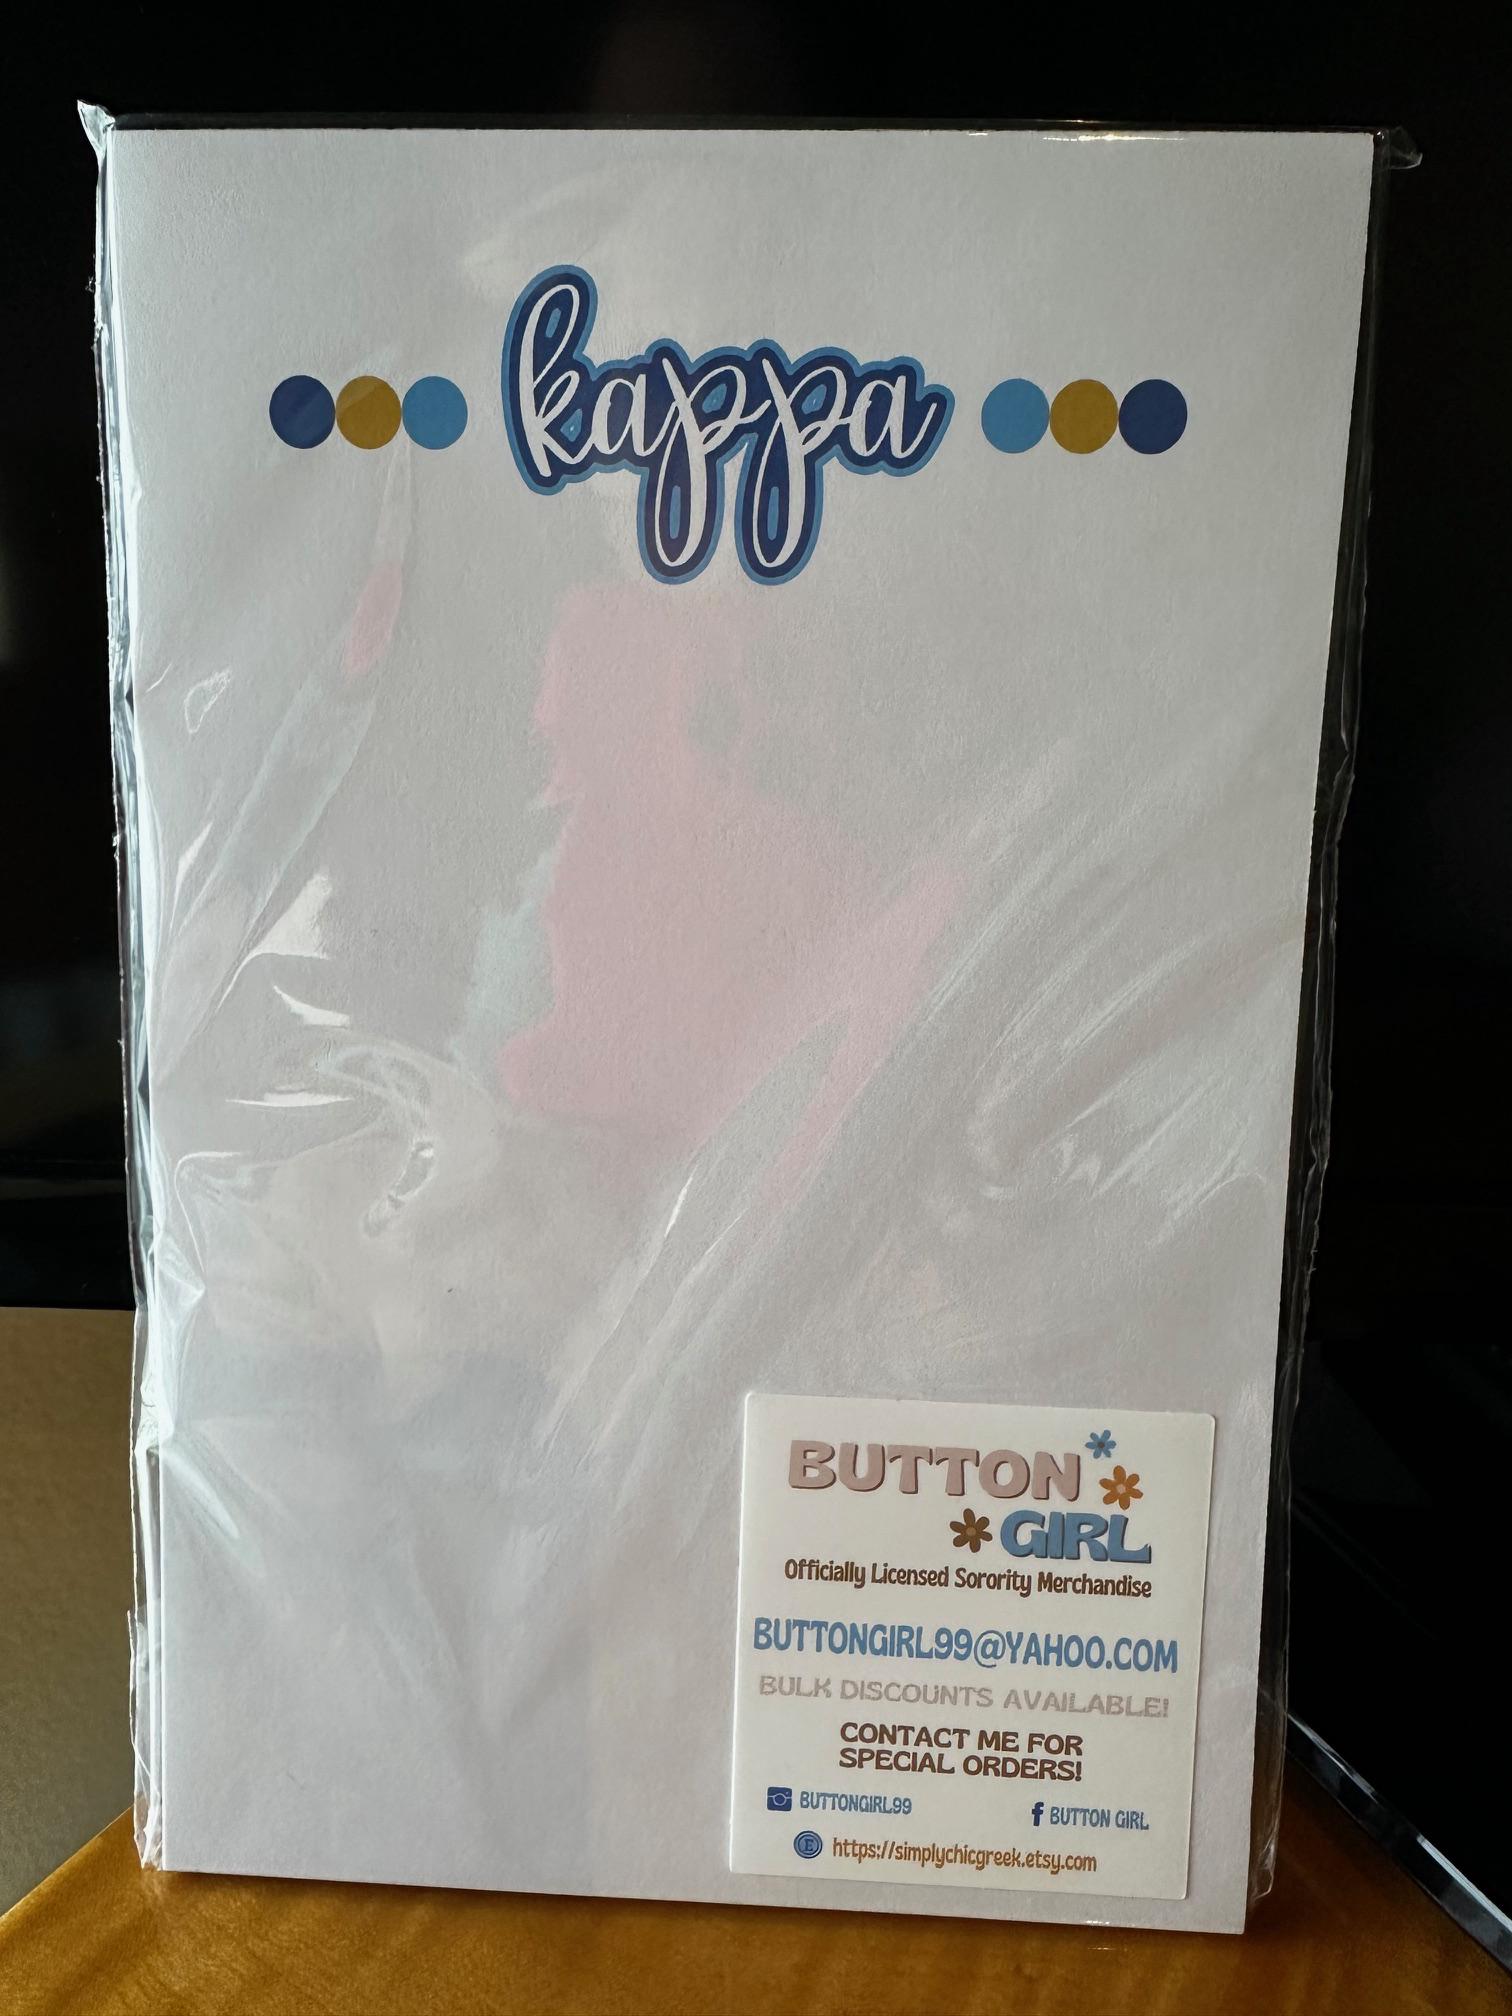 kappa
BUTTON
GIRL
Officially Licensed Sorority Merchandise
BUTTONGIRL99@YAHOO.COM
BULK DISCOUNTS AVAILABLE!
CONTACT ME FOR
SPECIAL ORDERS!
BUTTONGIRL99 f BUTTON GIRL
E https://simplychicgreek.etsy.com